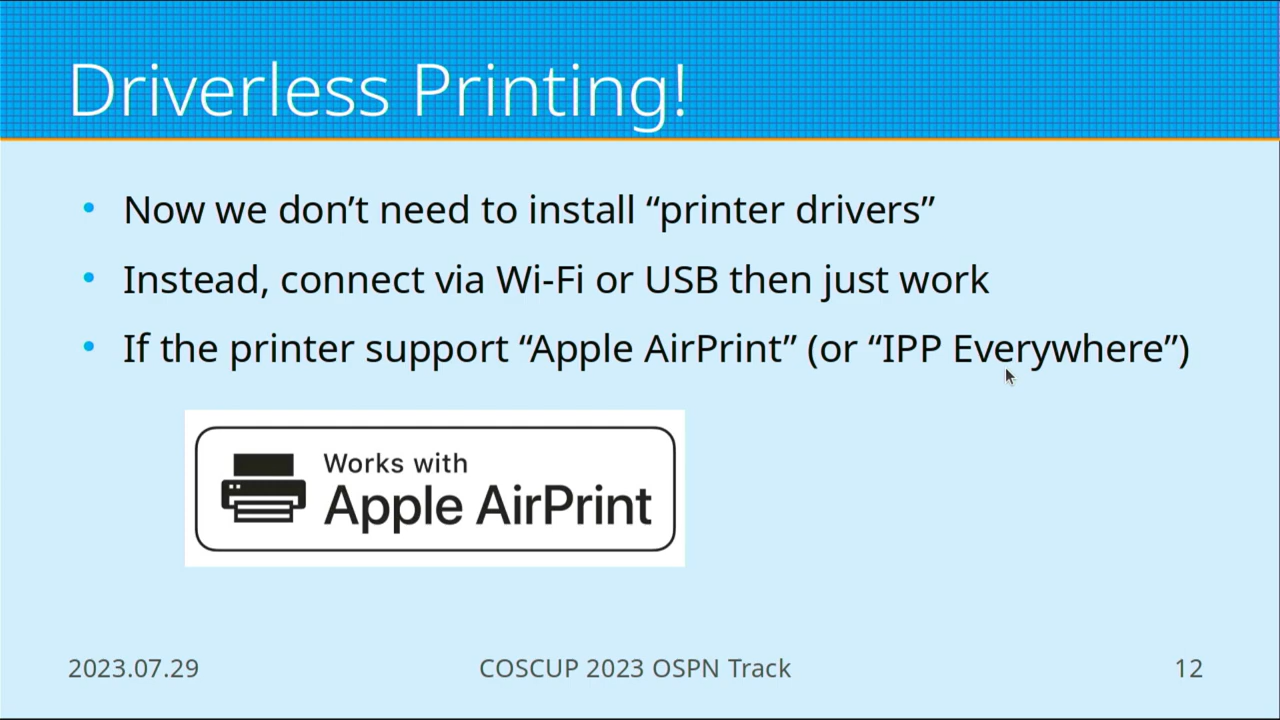 Driverless Printing!
Now we don’t need to install “printer drivers”
Instead, connect via Wi-Fi or USB then just work
If the printer support “Apple AirPrint” (or “IPP Everywhere”)
Works with
Apple AirPrint
2023.07.29
COSCUP 2023 OSPN Track
12